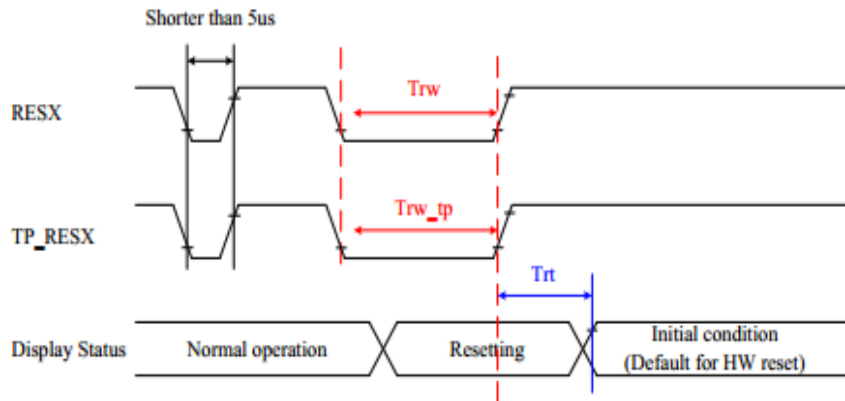 Shorter than 5us
RESX
Trw
TP_RESX
Trw_tp
Trt
Display Status
Normal operation
Resetting
Initial condition
(Default for HW reset)